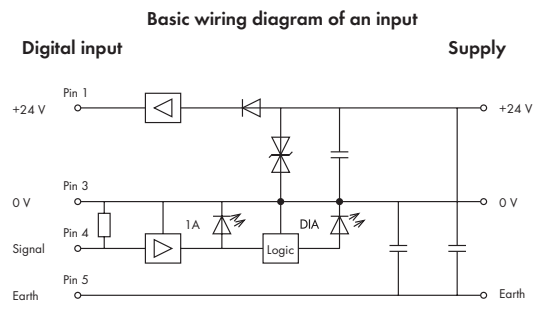 Basic wiring diagram of an input
Digital input
Supply
Pin 1
+24 V
+24 V
Pin 3
0 V
0 V
1A
DIA
Pin 4
Signal
Logic
Pin 5
Earth
Earth